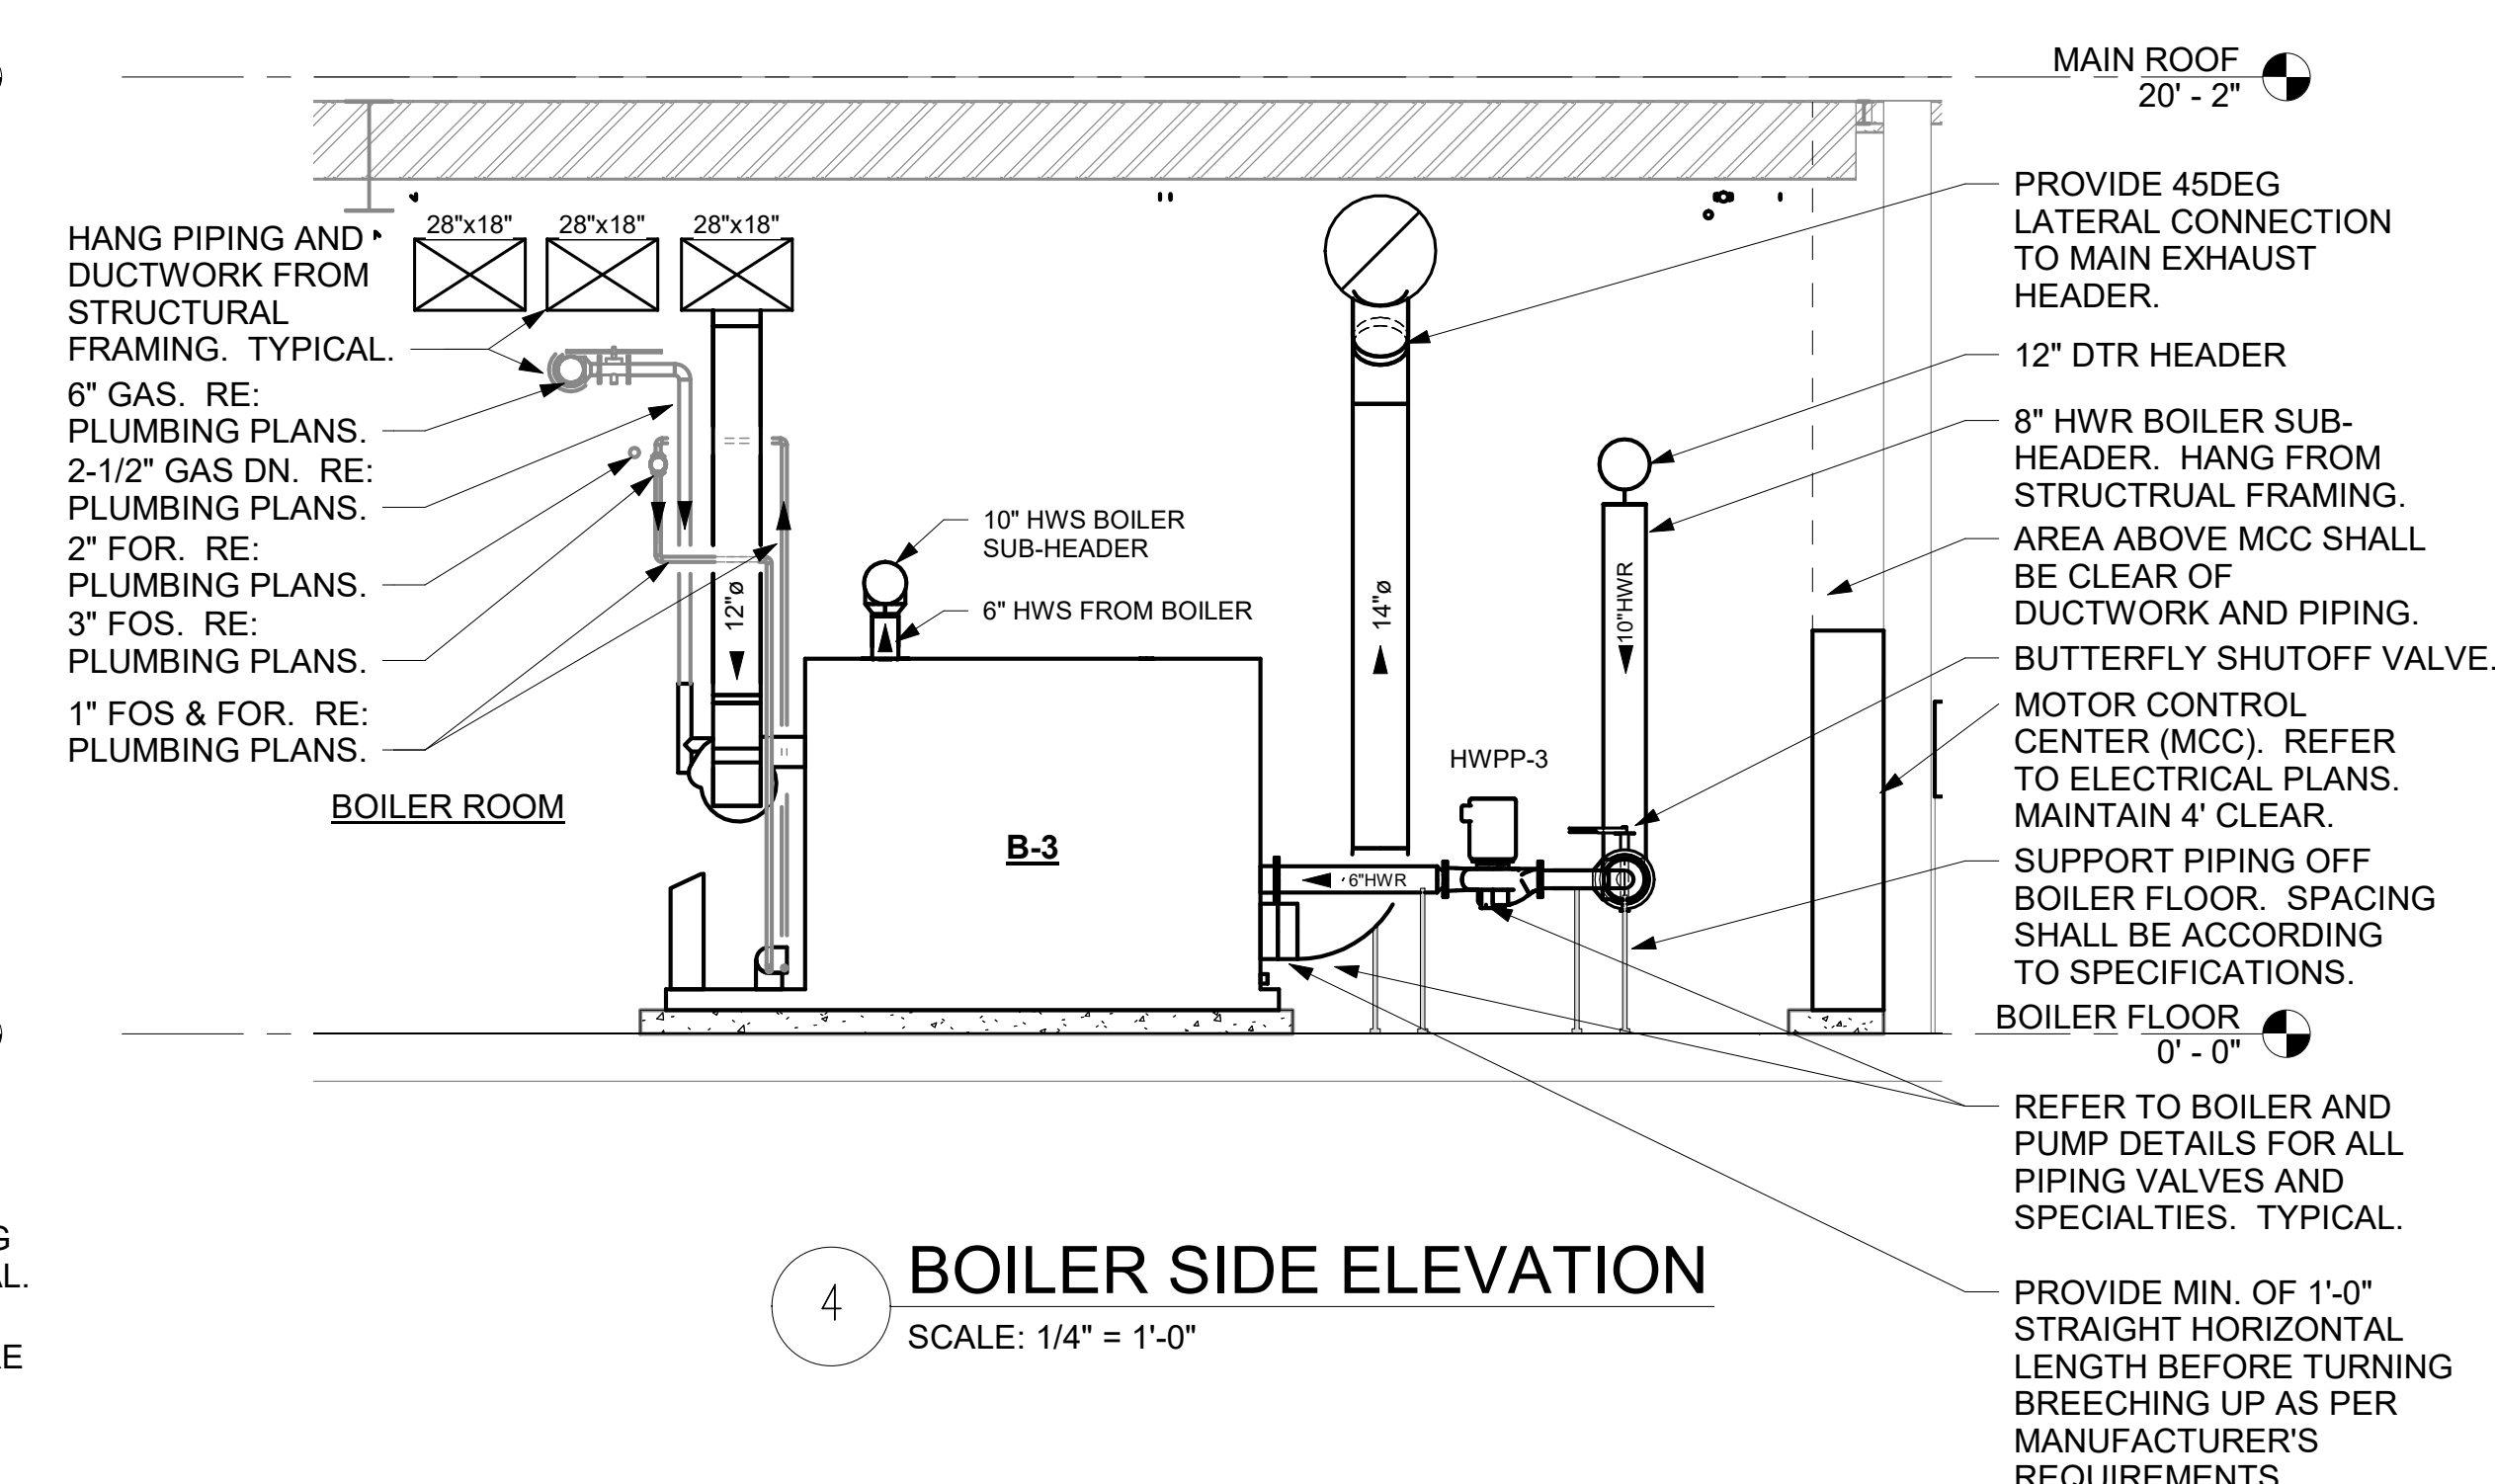 MAIN ROOF
20' - 2"
HANG PIPING AND
DUCTWORK FROM
STRUCTURAL
FRAMING.  TYPICAL.
6" GAS.  RE:
PLUMBING PLANS.
2-1/2" GAS DN.  RE:
PLUMBING PLANS.
2" FOR.  RE:
PLUMBING PLANS.
3" FOS.  RE:
PLUMBING PLANS.
1" FOS & FOR.  RE:
PLUMBING PLANS.
BOILER ROOM
28"x18"
28"x18"
28"x18"
12"ø
10" HWS BOILER
SUB-HEADER
6" HWS FROM BOILER
B-3
14"ø
HWPP-3
6"HWR
10"HWR
PROVIDE 45DEG
LATERAL CONNECTION
TO MAIN EXHAUST
HEADER.
12" DTR HEADER
8" HWR BOILER SUB-
HEADER.  HANG FROM
STRUCTRUAL FRAMING.
AREA ABOVE MCC SHALL
BE CLEAR OF
DUCTWORK AND PIPING.
BUTTERFLY SHUTOFF VALVE.
MOTOR CONTROL
CENTER (MCC).  REFER
TO ELECTRICAL PLANS.
MAINTAIN 4' CLEAR.
SUPPORT PIPING OFF
BOILER FLOOR.  SPACING
SHALL BE ACCORDING
TO SPECIFICATIONS.
BOILER FLOOR
0' - 0"
REFER TO BOILER AND
PUMP DETAILS FOR ALL
PIPING VALVES AND
SPECIALTIES.  TYPICAL.
PROVIDE MIN. OF 1'-0"
STRAIGHT HORIZONTAL
LENGTH BEFORE TURNING
BREECHING UP AS PER
MANUFACTURER'S
REQUIREMENTS
4
BOILER SIDE ELEVATION
SCALE: 1/4" = 1'-0"